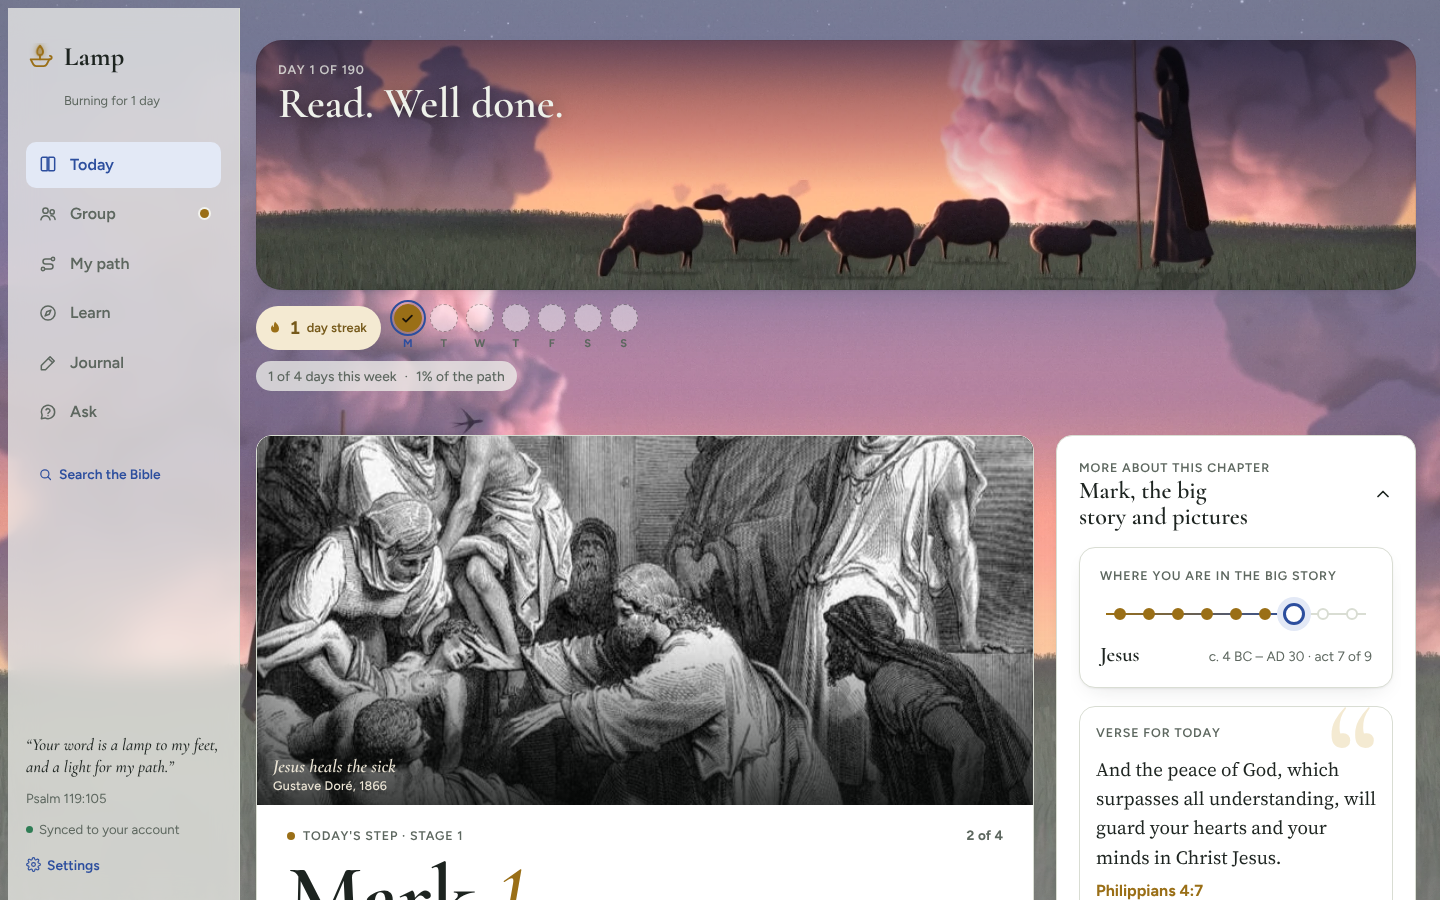 Lamp
Burning for 1 day
Today
Group
My path
Learn
Journal
Ask
Search the Bible
“Your word is a lamp to my feet,
and a light for my path.”
Psalm 119:105
Synced to your account
Settings
DAY 1 OF 190
Read. Well done.
1 day streak
M T W T F S S
1 of 4 days this week · 1% of the path
Jesus heals the sick
Gustave Doré, 1866
TODAY'S STEP · STAGE 1
2 of 4
Mark 1
MORE ABOUT THIS CHAPTER
Mark, the big
story and pictures
WHERE YOU ARE IN THE BIG STORY
Jesus
c. 4 BC – AD 30 · act 7 of 9
VERSE FOR TODAY
And the peace of God, which
surpasses all understanding, will
guard your hearts and your
minds in Christ Jesus.
Philippians 4:7